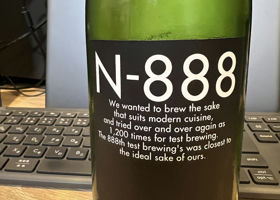 N-888
We wanted to brew the sake
that suits modern cuisine,
and tried over and over again as
1,200 times for test brewing.
The 888th test brewing's was closest to
the ideal sake of ours.